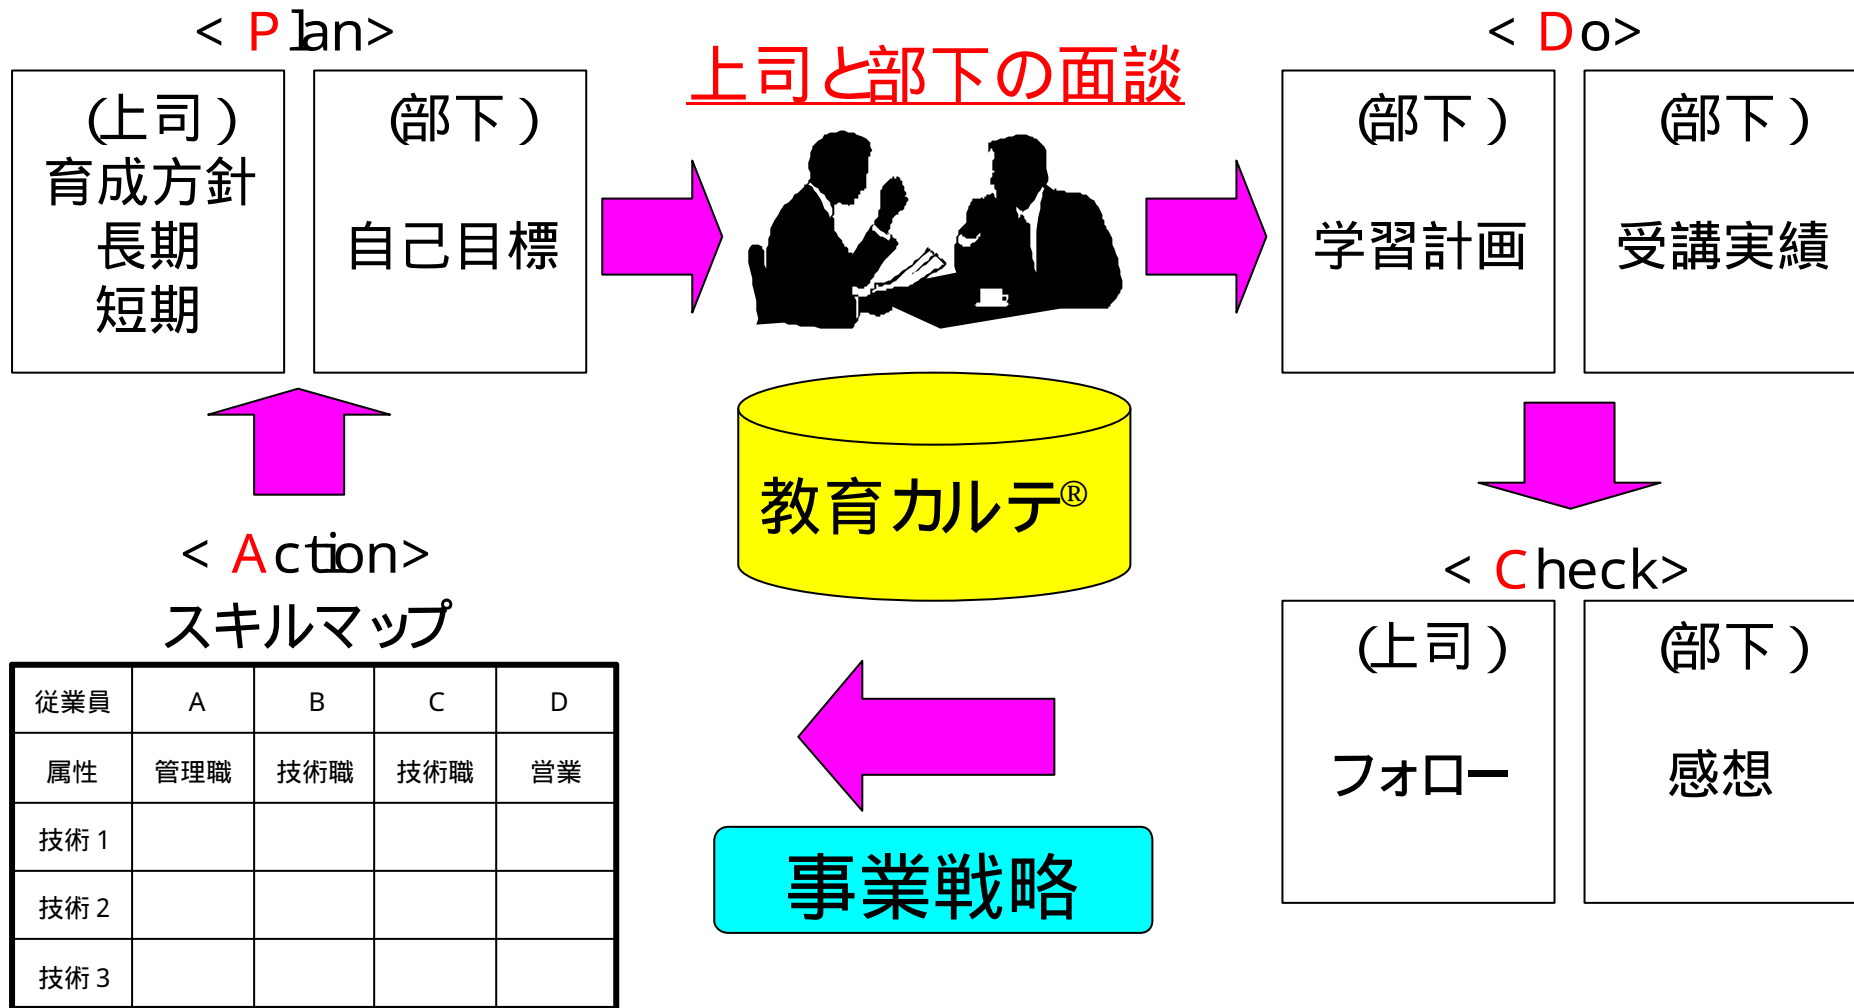 < Plan>
(上司)
育成方針
長期
短期
(部下)
自己目標
上司と部下の面談
< Do>
(部下)
学習計画
(部下)
受講実績
教育カルテ®
< Check>
(上司)
フォロー
(部下)
感想
事業戦略
< Action>
スキルマップ
従業員 A B C D
属性 管理職 技術職 技術職 営業
技術1
技術2
技術3